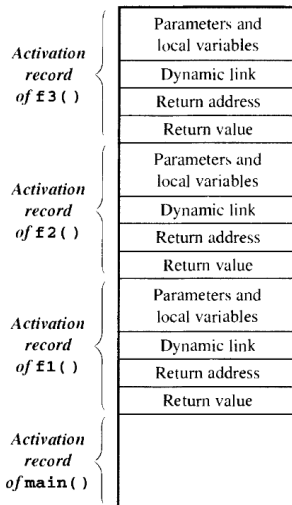 Parameters and
local variables
Activation
record
of f3()
Dynamic link
Return address
Return value
Parameters and
local variables
Activation
record
of f2()
Dynamic link
Return address
Return value
Parameters and
local variables
Activation
record
of f1()
Dynamic link
Return address
Return value
Activation
record
of main()